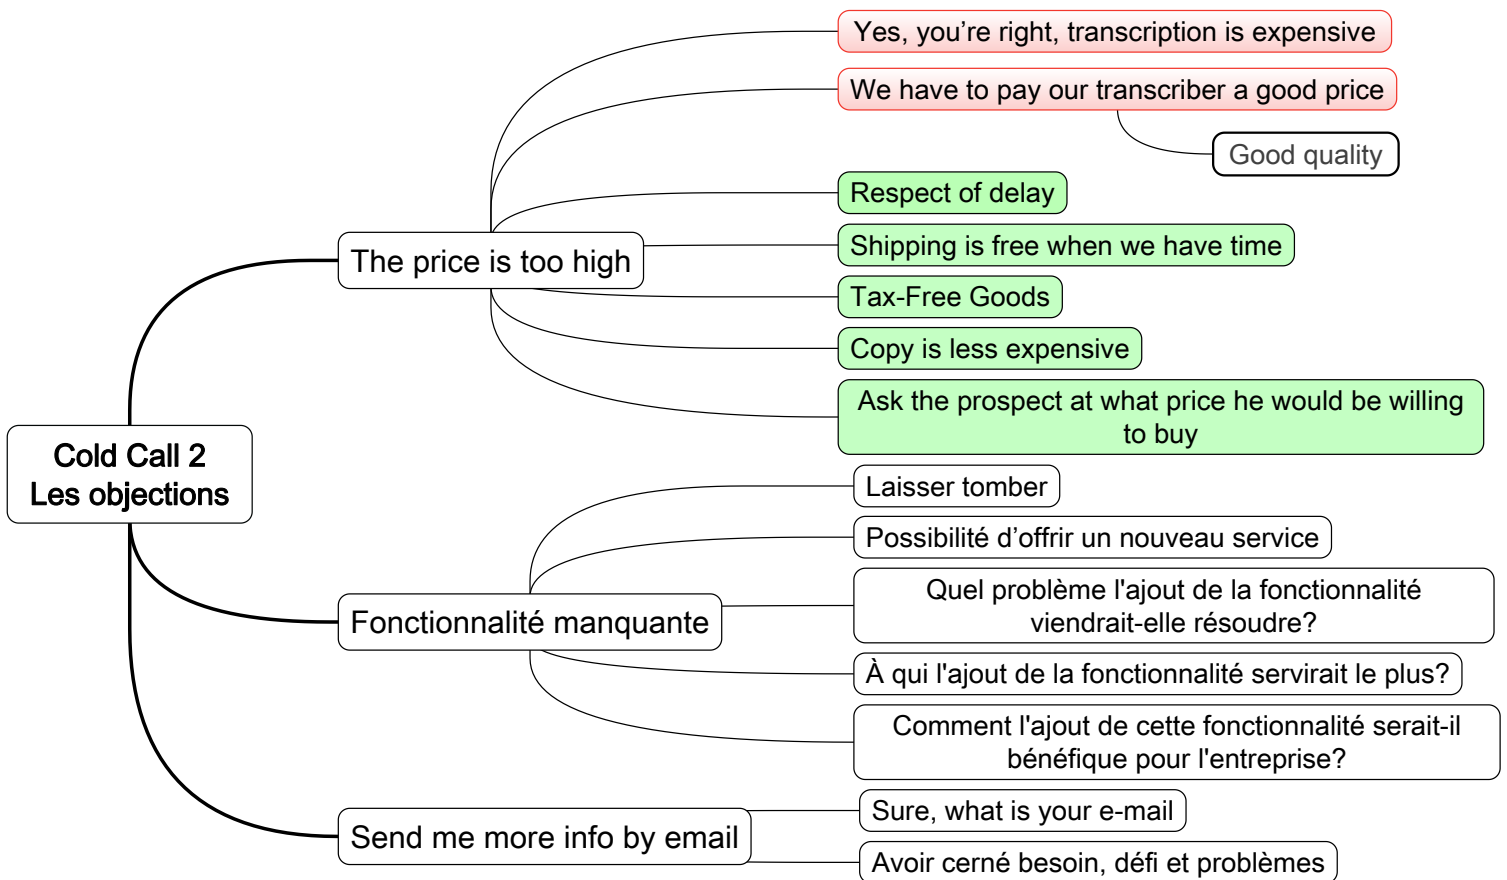 Cold Call 2
Les objections
The price is too high
Yes, you’re right, transcription is expensive
We have to pay our transcriber a good price
Good quality
Respect of delay
Shipping is free when we have time
Tax-Free Goods
Copy is less expensive
Ask the prospect at what price he would be willing
to buy
Fonctionnalité manquante
Laisser tomber
Possibilité d’offrir un nouveau service
Quel problème l'ajout de la fonctionnalité
viendrait-elle résoudre?
À qui l'ajout de la fonctionnalité servirait le plus?
Comment l'ajout de cette fonctionnalité serait-il
bénéfique pour l'entreprise?
Send me more info by email
Sure, what is your e-mail
Avoir cerné besoin, défi et problèmes